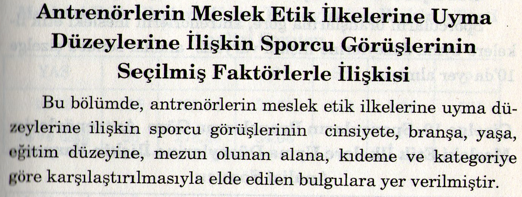 Antrenörlerin Meslek Etik İlkelerine Uyma
Düzeylerine İlişkin Sporcu Görüşlerinin
Seçilmiş Faktörlerle İlişkisi
Bu bölümde, antrenörlerin meslek etik ilkelerine uyma dü-
zeylerine ilişkin sporcu görüşlerinin cinsiyete, branşa, yaşa,
eğitim düzeyine, mezun olunan alana, kıdeme ve kategoriye
göre karşılaştırılmasıyla elde edilen bulgulara yer verilmiştir.